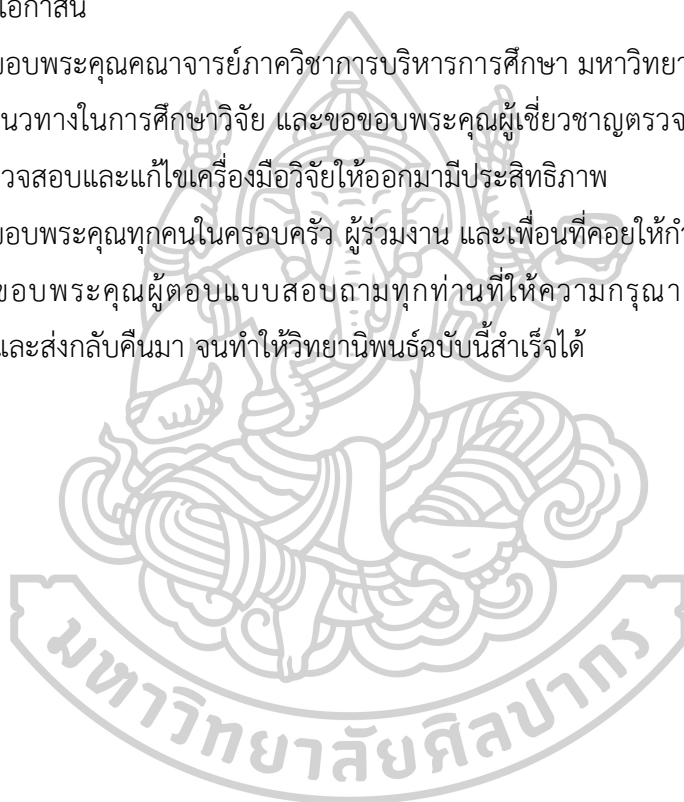 โอกาสนี้
ขอบพระคุณคณาจารย์ภาควิชาการบริหารการศึกษา มหาวิทยา
แนวทางในการศึกษาวิจัย และขอขอบพระคุณผู้เชี่ยวชาญตรวจ
วจสอบและแก้ไขเครื่องมือวิจัยให้ออกมามีประสิทธิภาพ
ขอบพระคุณทุกคนในครอบครัว ผู้ร่วมงาน และเพื่อนที่คอยให้กำ
ขอบพระคุณผู้ตอบแบบสอบถามทุกท่านที่ให้ความกรุณา
และส่งกลับคืนมา จนทำให้วิทยานิพนธ์ฉบับนี้สำเร็จได้
มหาวิทยาลัยศิลปากร